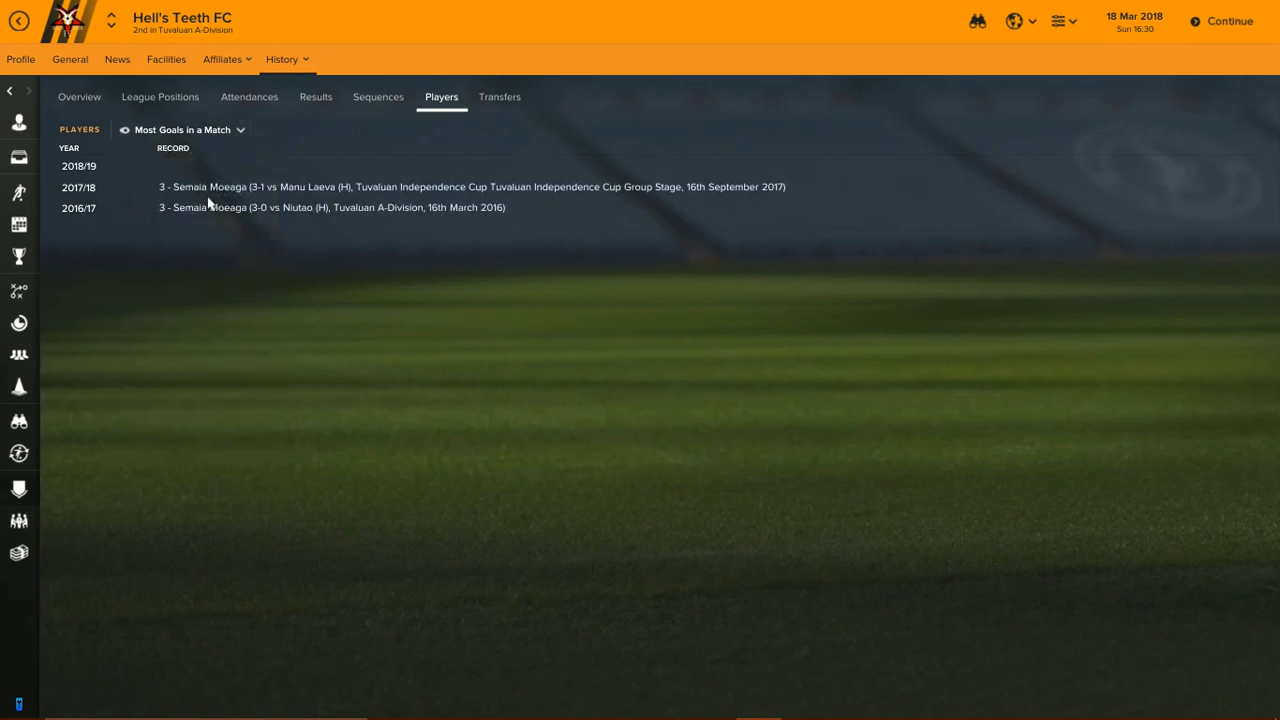 Hell's Teeth FC
2nd in Tuvaluan A-Division
18 Mar 2018
Sun 16:30
Continue
Profile General News Facilities Affiliates History
Overview League Positions Attendances Results Sequences Players Transfers
PLAYERS Most Goals in a Match
YEAR RECORD
2018/19
2017/18 3 - Semaia Moeaga (3-1 vs Manu Laeva (H), Tuvaluan Independence Cup Tuvaluan Independence Cup Group Stage, 16th September 2017)
2016/17 3 - Semaia Moeaga (3-0 vs Niutao (H), Tuvaluan A-Division, 16th March 2016)